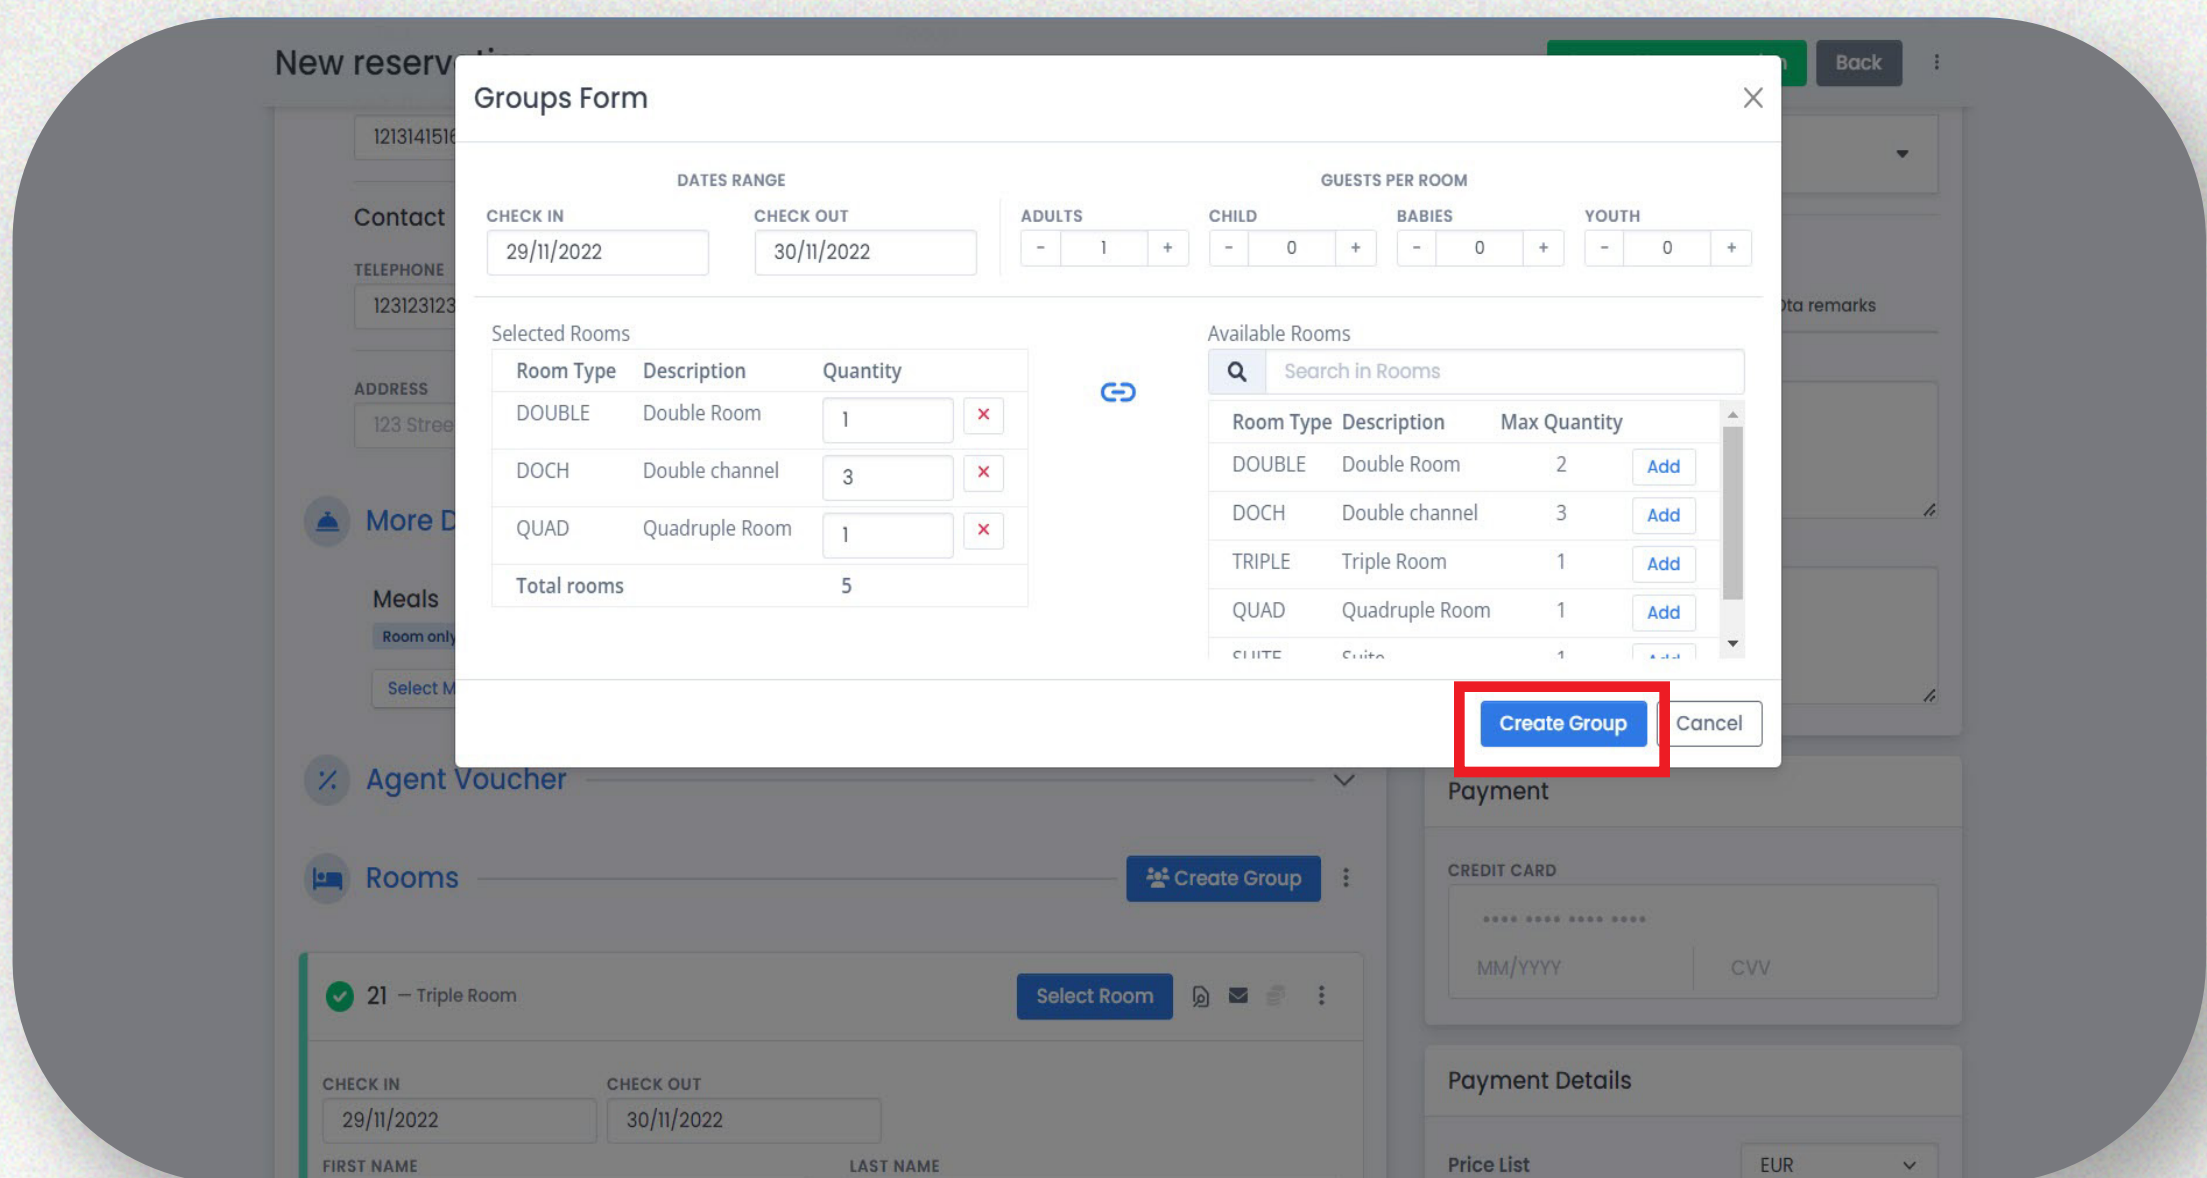 New reserv
Back
Groups Form
DATES RANGE
GUESTS PER ROOM
CHECK IN CHECK OUT ADULTS CHILD BABIES YOUTH
29/11/2022 30/11/2022 - 1 + - 0 + - 0 + - 0 +
1213141516
Contact
TELEPHONE
123123123
ADDRESS
123 Stree
Ota remarks
Selected Rooms
Room Type Description Quantity
DOUBLE Double Room 1
DOCH Double channel 3
QUAD Quadruple Room 1
Total rooms 5
Available Rooms
Search in Rooms
Room Type Description Max Quantity
DOUBLE Double Room 2 Add
DOCH Double channel 3 Add
TRIPLE Triple Room 1 Add
QUAD Quadruple Room 1 Add
SUITE Suite 1 Add
Create Group Cancel
More D
Meals
Room only
Select M
Agent Voucher
Rooms
Create Group
21 – Triple Room
Select Room
CHECK IN CHECK OUT
29/11/2022 30/11/2022
FIRST NAME LAST NAME
Payment
CREDIT CARD
•••• •••• •••• ••••
MM/YYYY CVV
Payment Details
Price List EUR